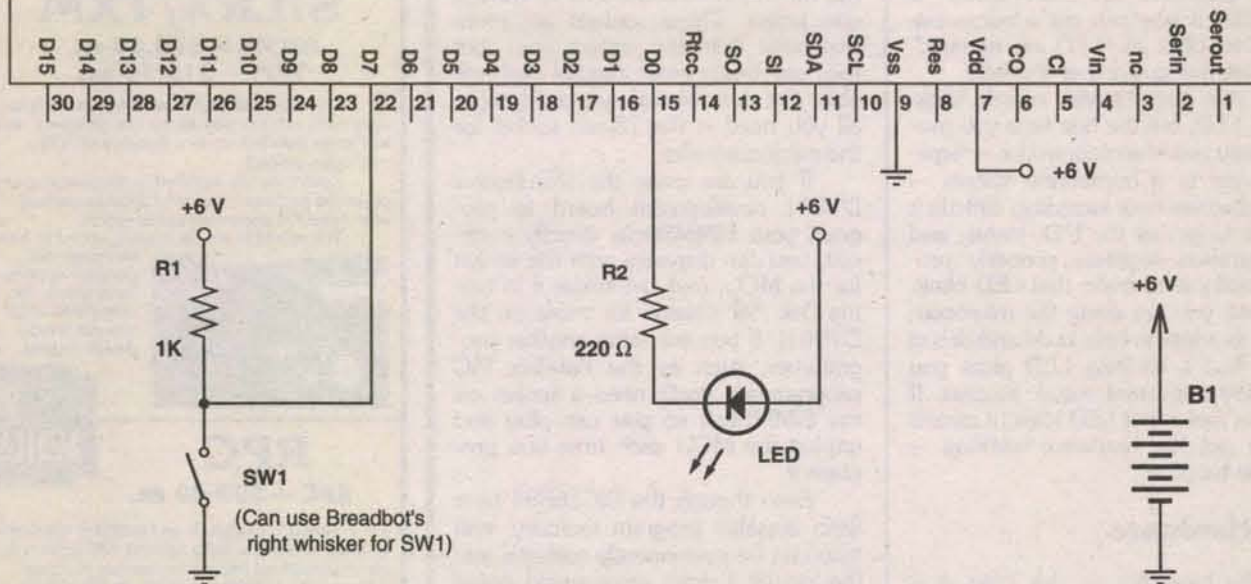 D15 D14 D13 D12 D11 D10 D9 D8 D7 D6 D5 D4 D3 D2 D1 D0 Rtcc SO SI SDA SCL Vss Res Vdd CO CI Vin nc Serin Serout
30 29 28 27 26 25 24 23 22 21 20 19 18 17 16 15 14 13 12 11 10 9 8 7 6 5 4 3 2 1
+6 V
+6 V
R1
1K
SW1
(Can use Breadbot's
right whisker for SW1)
R2
220 Ω
LED
+6 V
+6 V
B1